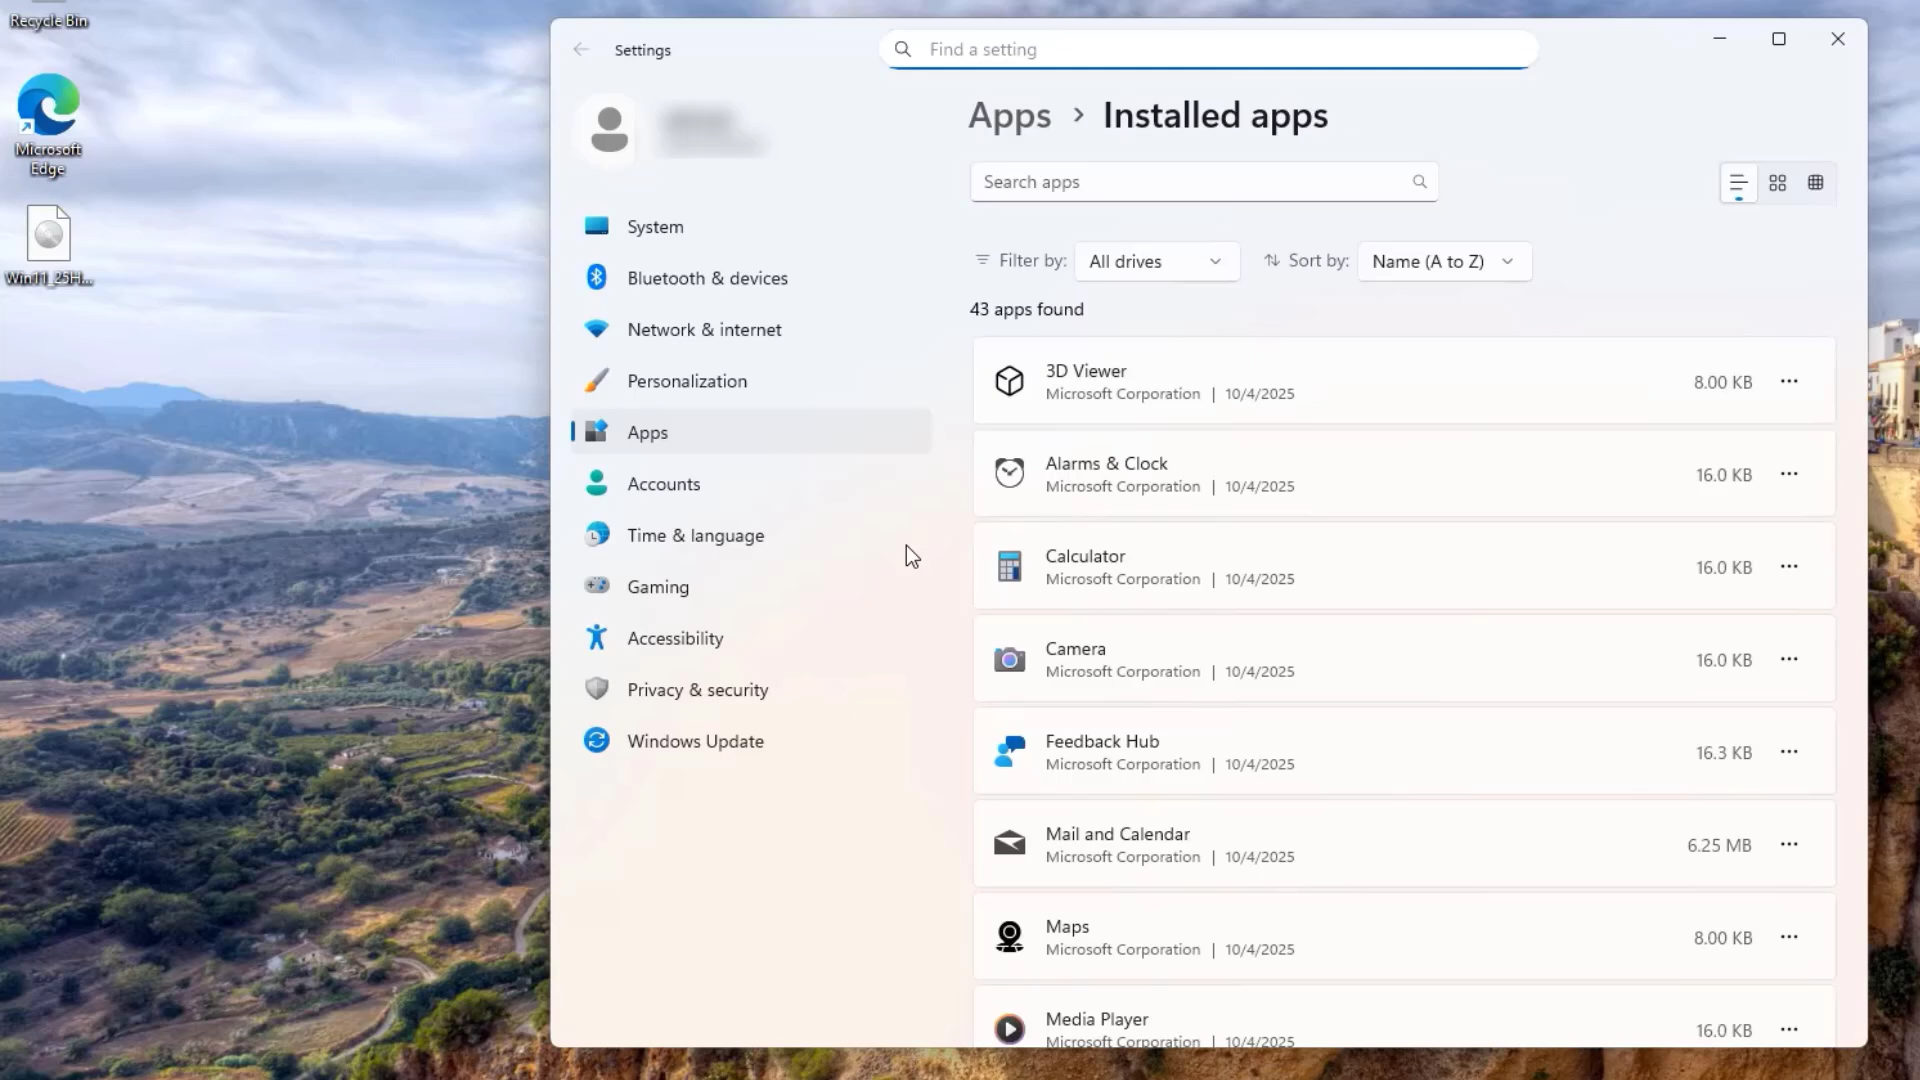 Recycle Bin
Microsoft
Edge
Win11_25H...
Settings
Find a setting
System
Bluetooth & devices
Network & internet
Personalization
Apps
Accounts
Time & language
Gaming
Accessibility
Privacy & security
Windows Update
Apps > Installed apps
Search apps
Filter by: All drives Sort by: Name (A to Z)
43 apps found
3D Viewer
Microsoft Corporation | 10/4/2025
8.00 KB
Alarms & Clock
Microsoft Corporation | 10/4/2025
16.0 KB
Calculator
Microsoft Corporation | 10/4/2025
16.0 KB
Camera
Microsoft Corporation | 10/4/2025
16.0 KB
Feedback Hub
Microsoft Corporation | 10/4/2025
16.3 KB
Mail and Calendar
Microsoft Corporation | 10/4/2025
6.25 MB
Maps
Microsoft Corporation | 10/4/2025
8.00 KB
Media Player
Microsoft Corporation | 10/4/2025
16.0 KB